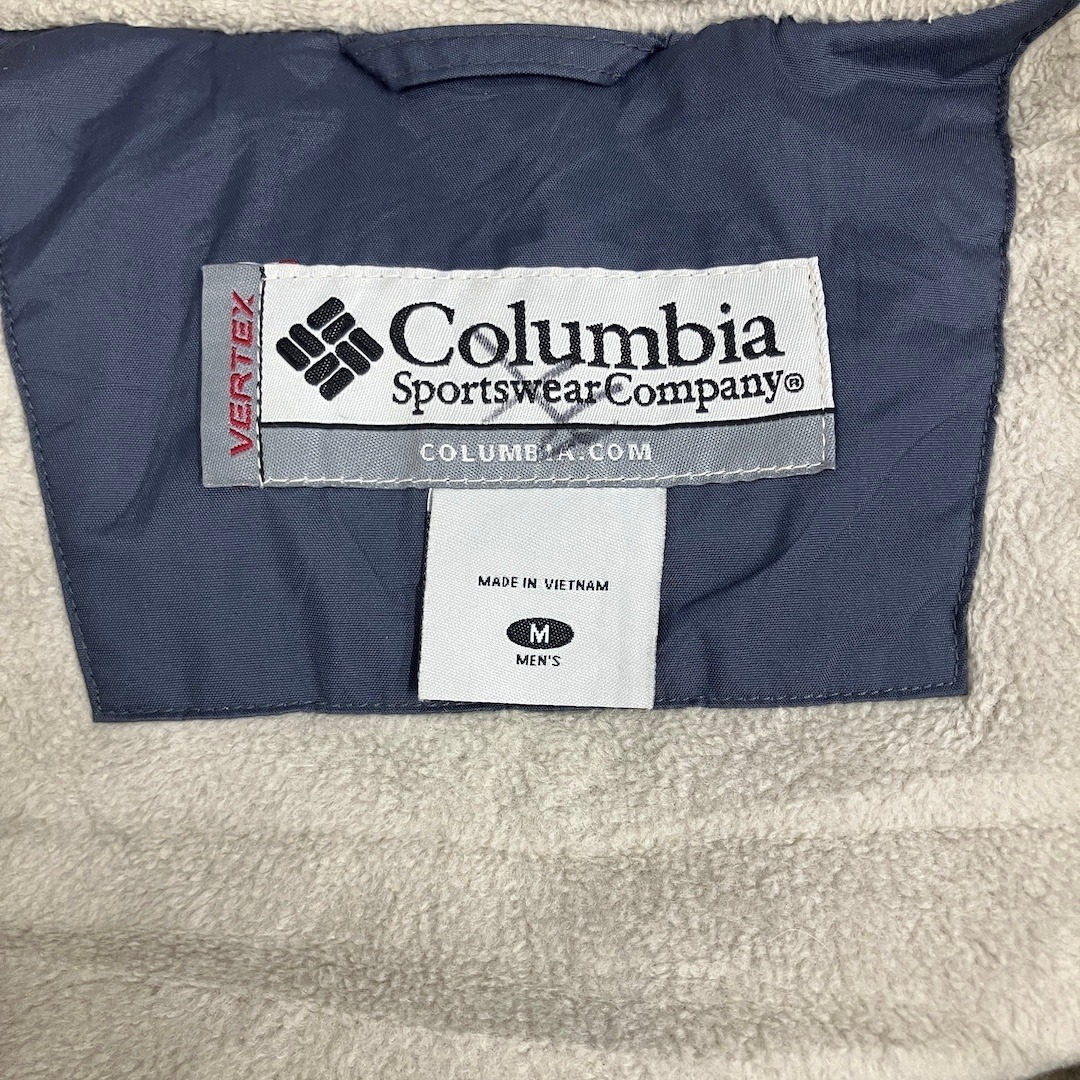 VERTEX
Columbia
Sportswear Company®
COLUMBIA.COM
MADE IN VIETNAM
M
MEN'S